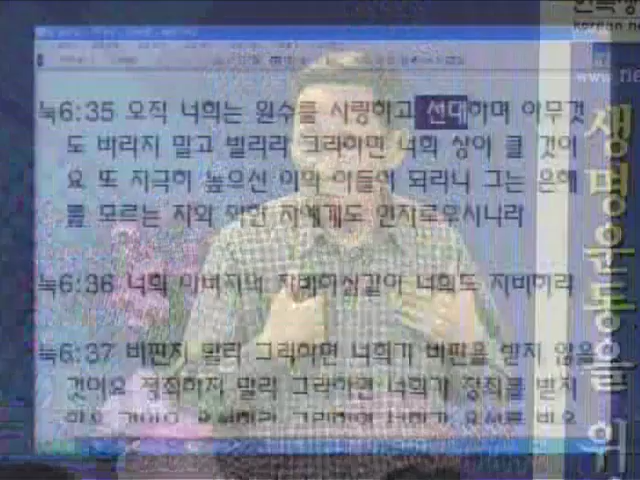 korean
www.
눅6:35 오직 너희는 원수를 사랑하고 선대하며 아무것
도 바라지 말고 빌리라 그리하면 너희 상이 클 것이
요 또 지극히 높으신 이의 아들이 되리니 그는 은혜
를 모르는 자와 악한 자에게도 인자로우시니라
눅6:36 너희 아버지의 자비하심같이 너희도 자비하라
눅6:37 비판치 말라 그리하면 너희가 비판을 받지 않을
것이요 정죄하지 말라 그리하면 너희가 정죄를 받지
생명운동을 위